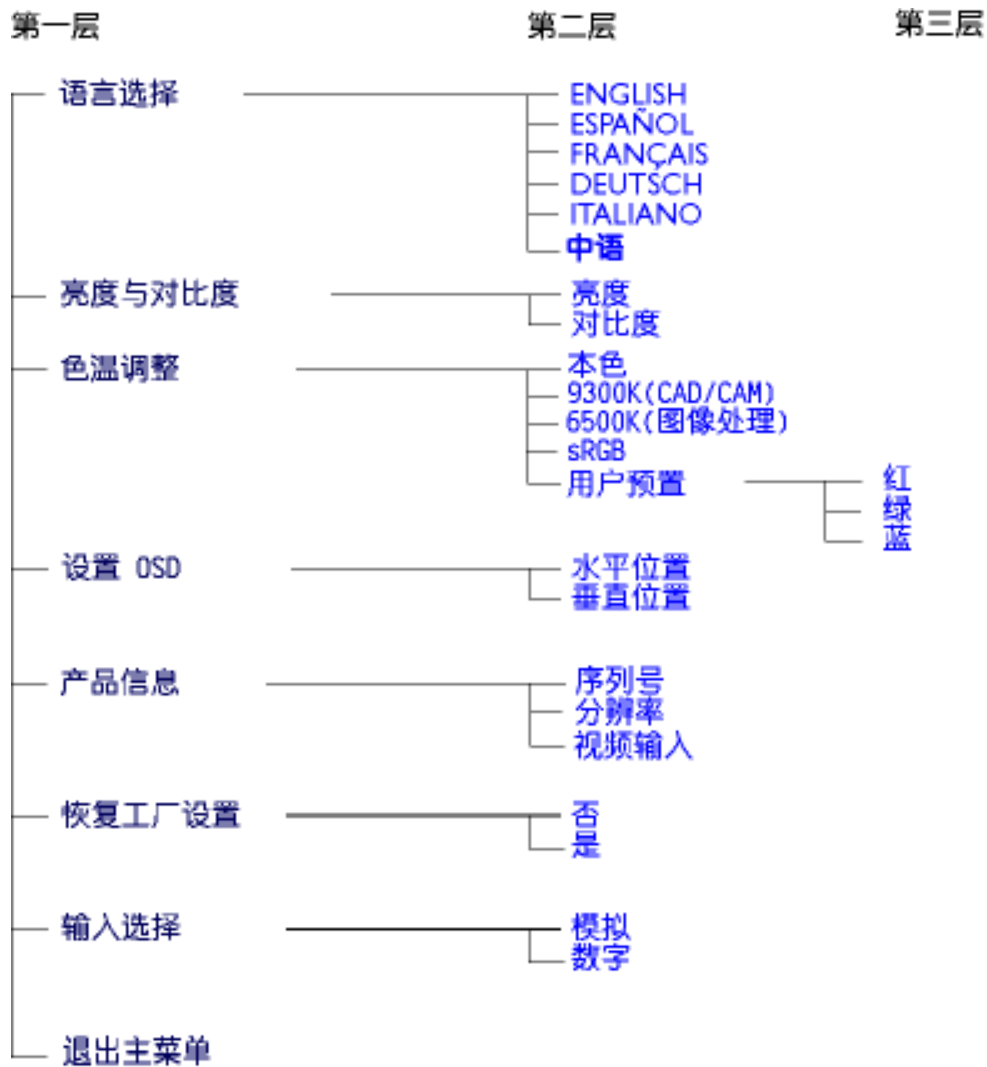 第一层 第二层 第三层
语言选择 ENGLISH
ESPAÑOL
FRANÇAIS
DEUTSCH
ITALIANO
中语
亮度与对比度 亮度
对比度
色温调整 本色
9300K(CAD/CAM)
6500K(图像处理)
sRGB
用户预置 红
绿
蓝
设置 OSD 水平位置
垂直位置
产品信息 序列号
分辨率
视频输入
恢复工厂设置 否
是
输入选择 模拟
数字
退出主菜单